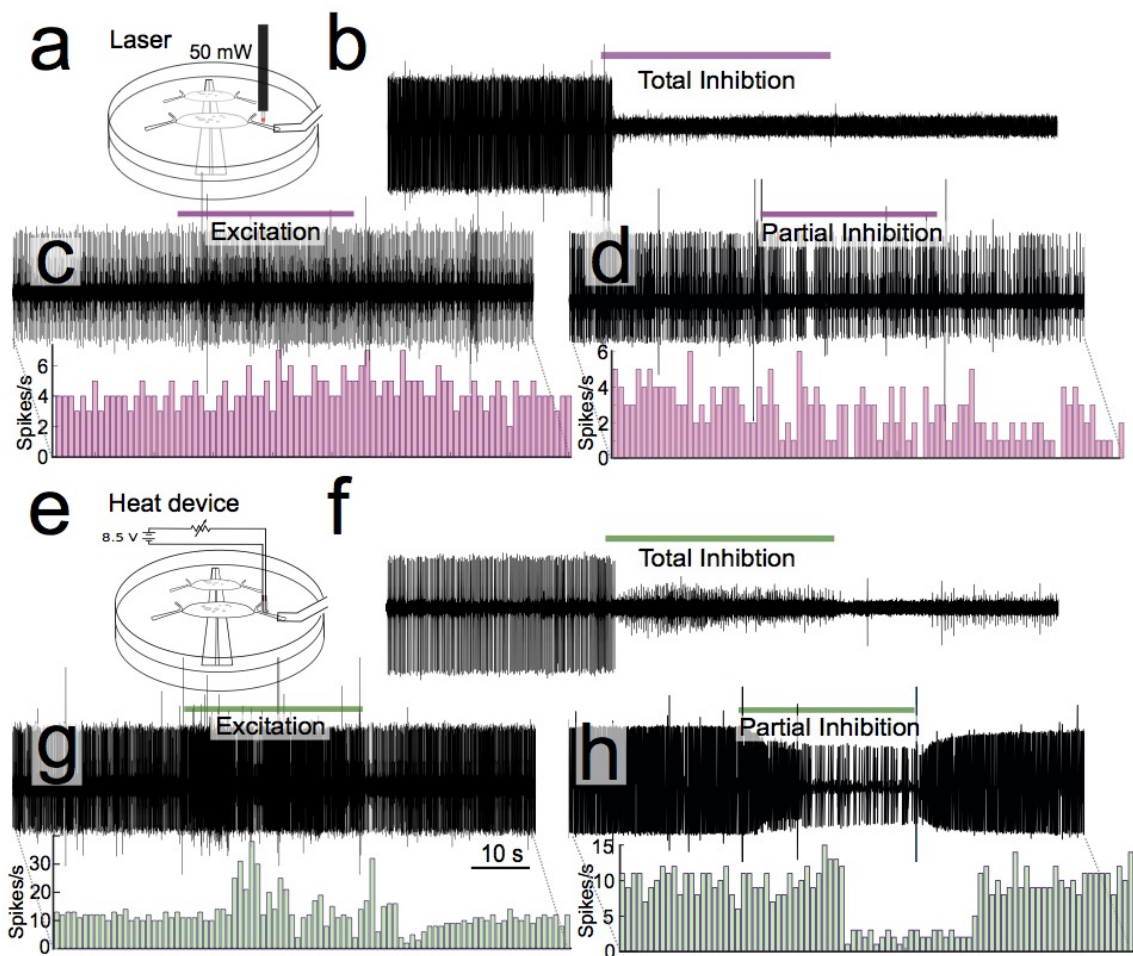 a
Laser
50 mW
b
Total Inhibtion
c
Excitation
Spikes/s
6
4
2
0
d
Partial Inhibition
Spikes/s
6
4
2
0
e
Heat device
8.5 V
f
Total Inhibtion
g
Excitation
10 s
Spikes/s
30
20
10
0
h
Partial Inhibition
Spikes/s
15
10
5
0